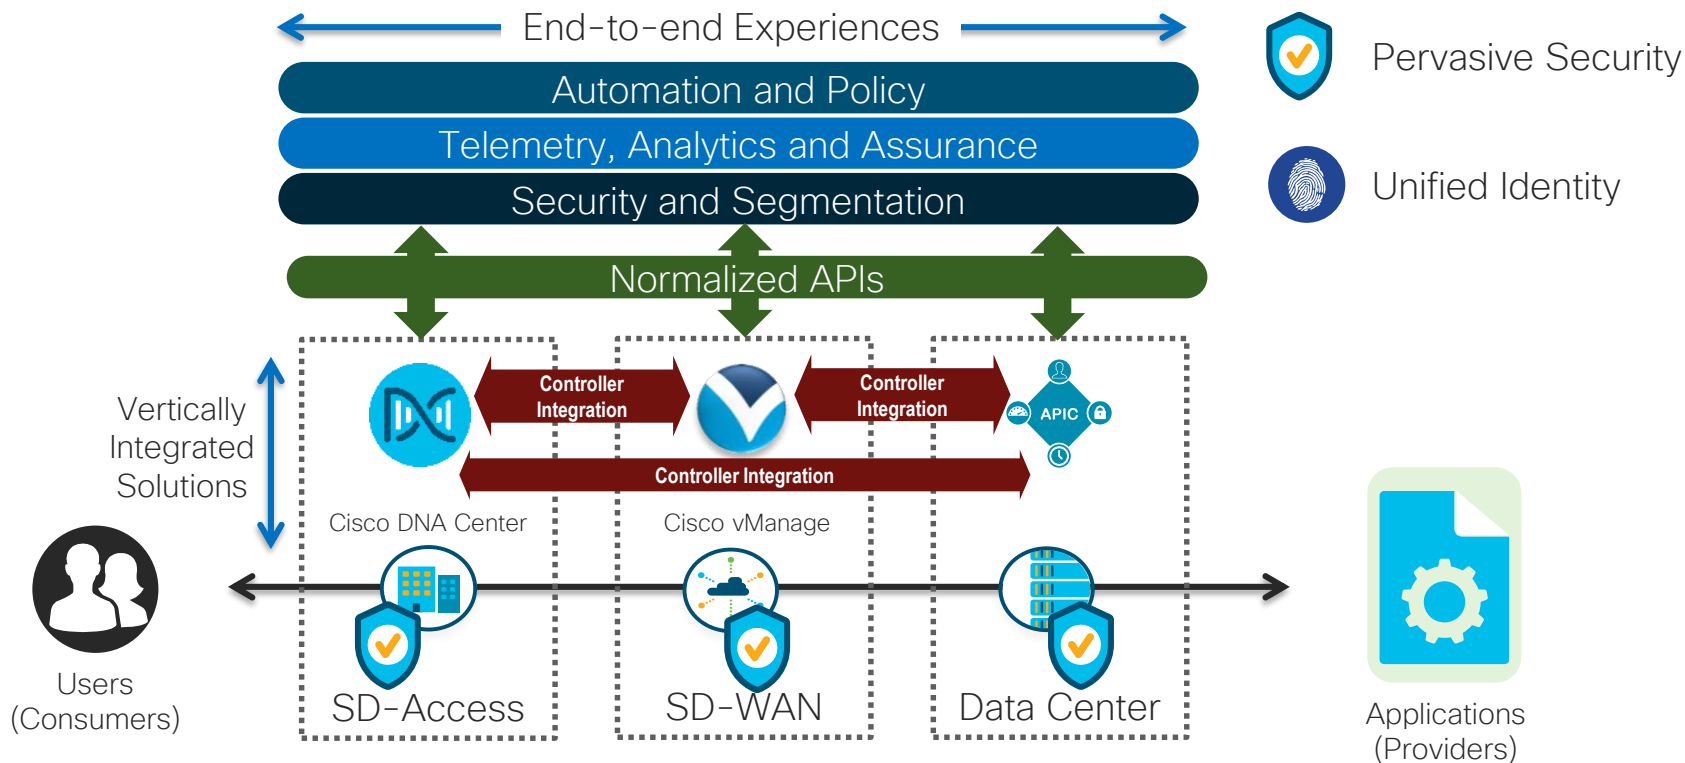 End-to-end Experiences
Pervasive Security
Automation and Policy
Telemetry, Analytics and Assurance
Unified Identity
Security and Segmentation
Normalized APIs
Vertically
Integrated
Solutions
Controller
Integration
Controller
Integration
APIC
Controller Integration
Cisco DNA Center
Cisco vManage
Users
(Consumers)
SD-Access
SD-WAN
Data Center
Applications
(Providers)